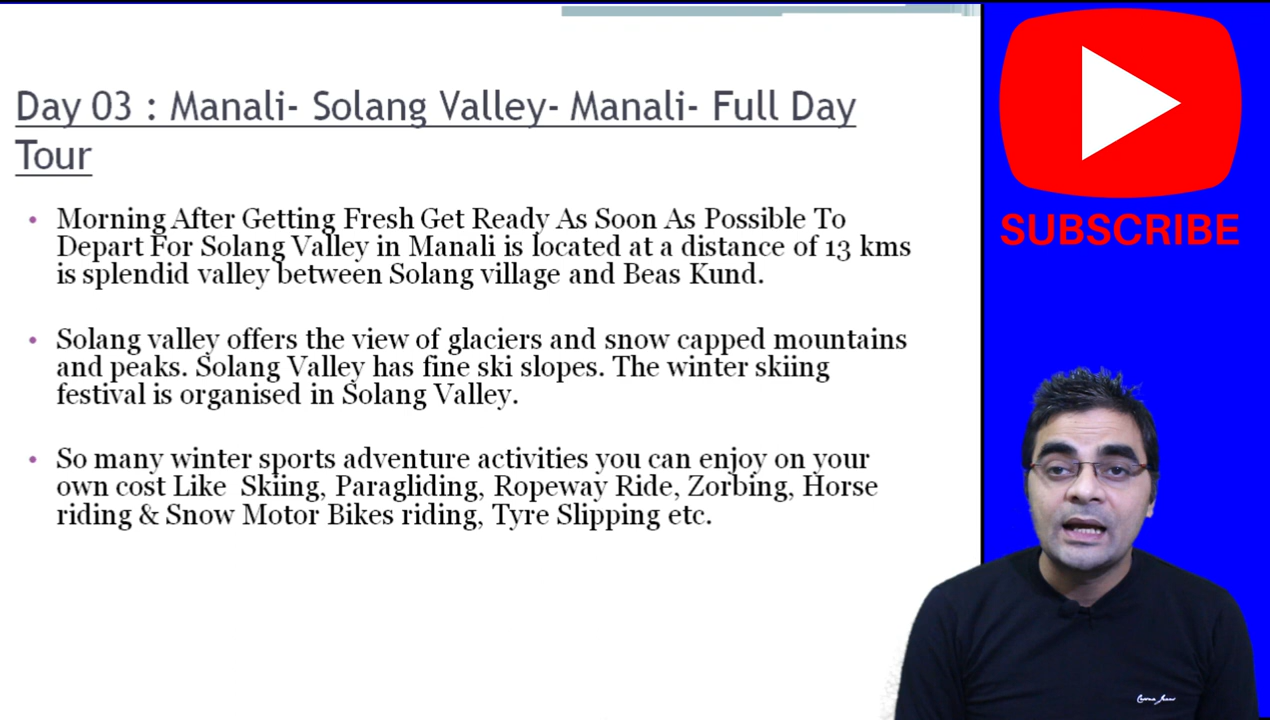 Day 03 : Manali- Solang Valley- Manali- Full Day
Tour
• Morning After Getting Fresh Get Ready As Soon As Possible To
Depart For Solang Valley in Manali is located at a distance of 13 kms
is splendid valley between Solang village and Beas Kund.
• Solang valley offers the view of glaciers and snow capped mountains
and peaks. Solang Valley has fine ski slopes. The winter skiing
festival is organised in Solang Valley.
• So many winter sports adventure activities you can enjoy on your
own cost Like  Skiing, Paragliding, Ropeway Ride, Zorbing, Horse
riding & Snow Motor Bikes riding, Tyre Slipping etc.
SUBSCRIBE